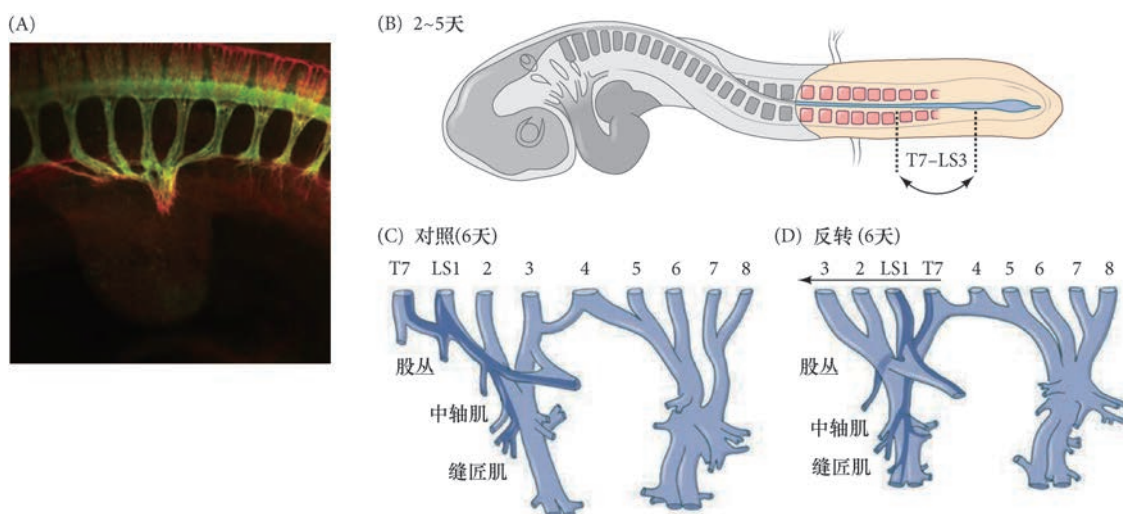 (A)
(B) 2~5天
T7–LS3
(C) 对照(6天)
T7 LS1 2 3 4 5 6 7 8
股丛
中轴肌
缝匠肌
(D) 反转(6天)
3 2 LS1 T7 4 5 6 7 8
股丛
中轴肌
缝匠肌